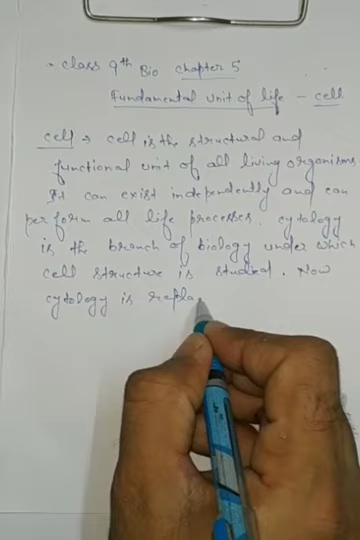 Class 9th Bio chapter 5
Fundamental unit of life - cell
Cell → cell is the structural and
functional unit of all living organisms
It can exist independently and can
perform all life processes. cytology
is the branch of biology under which
cell structure is studied. Now
cytology is repla